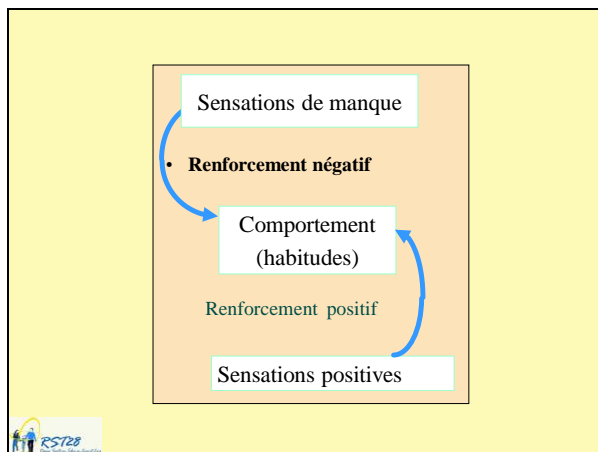 Sensations de manque
• Renforcement négatif
Comportement
(habitudes)
Renforcement positif
Sensations positives
RST28